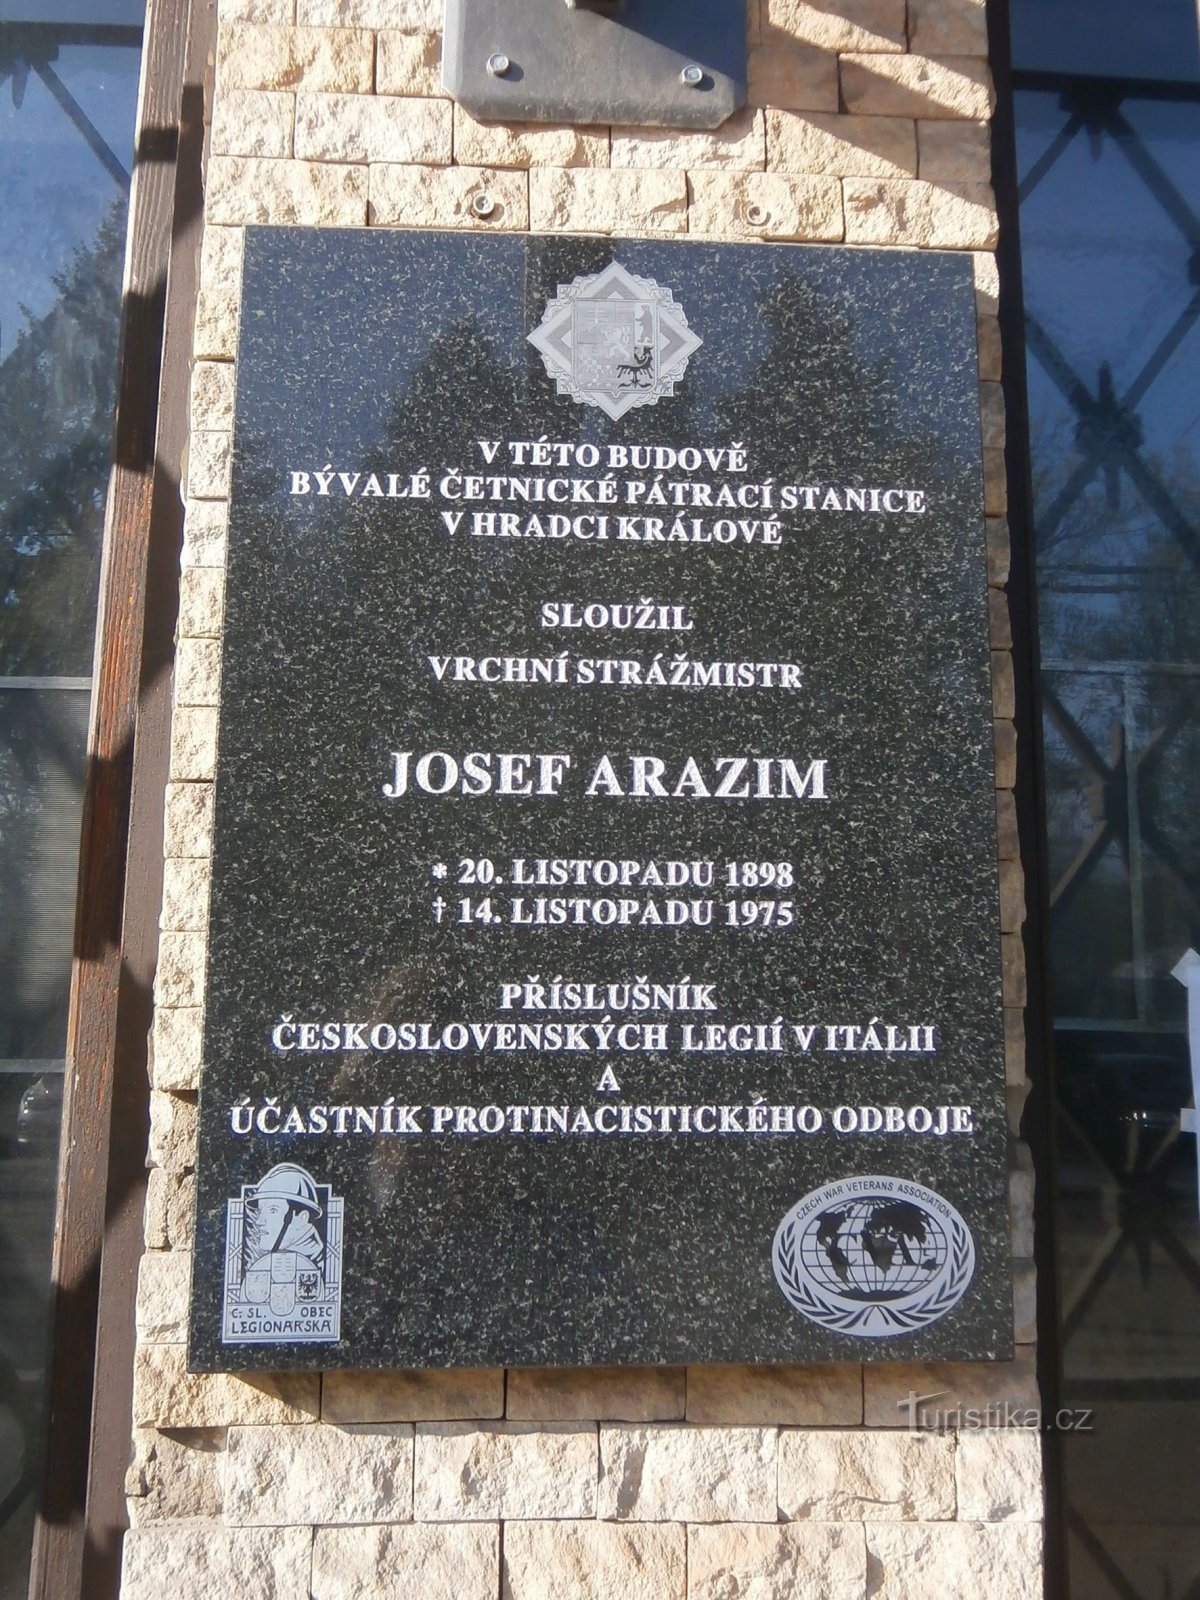 V TÉTO BUDOVĚ
BÝVALÉ ČETNICKÉ PÁTRACÍ STANICE
V HRADCI KRÁLOVÉ
SLOUŽIL
VRCHNÍ STRÁŽMISTR
JOSEF ARAZIM
* 20. LISTOPADU 1898
† 14. LISTOPADU 1975
PŘÍSLUŠNÍK
ČESKOSLOVENSKÝCH LEGIÍ V ITÁLII
A
ÚČASTNÍK PROTINACISTICKÉHO ODBOJE
Č. SL. OBEC
LEGIONÁŘSKÁ
CZECH WAR VETERANS ASSOCIATION
Turistika.cz